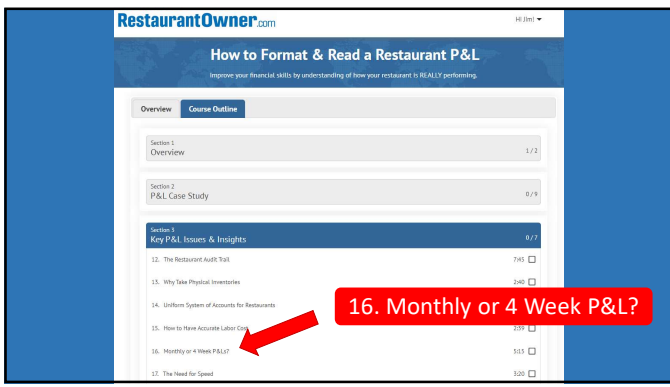 RestaurantOwner.com
Hi Jim!
How to Format & Read a Restaurant P&L
Improve your financial skills by understanding of how your restaurant is REALLY performing.
Overview Course Outline
Section 1
Overview 1 / 2
Section 2
P&L Case Study 0 / 9
Section 3
Key P&L Issues & Insights 0 / 7
12. The Restaurant Audit Trail 7:45
13. Why Take Physical Inventories 2:40
14. Uniform System of Accounts for Restaurants
16. Monthly or 4 Week P&L?
15. How to Have Accurate Labor Cost 2:59
16. Monthly or 4 Week P&Ls? 5:15
17. The Need for Speed 3:20